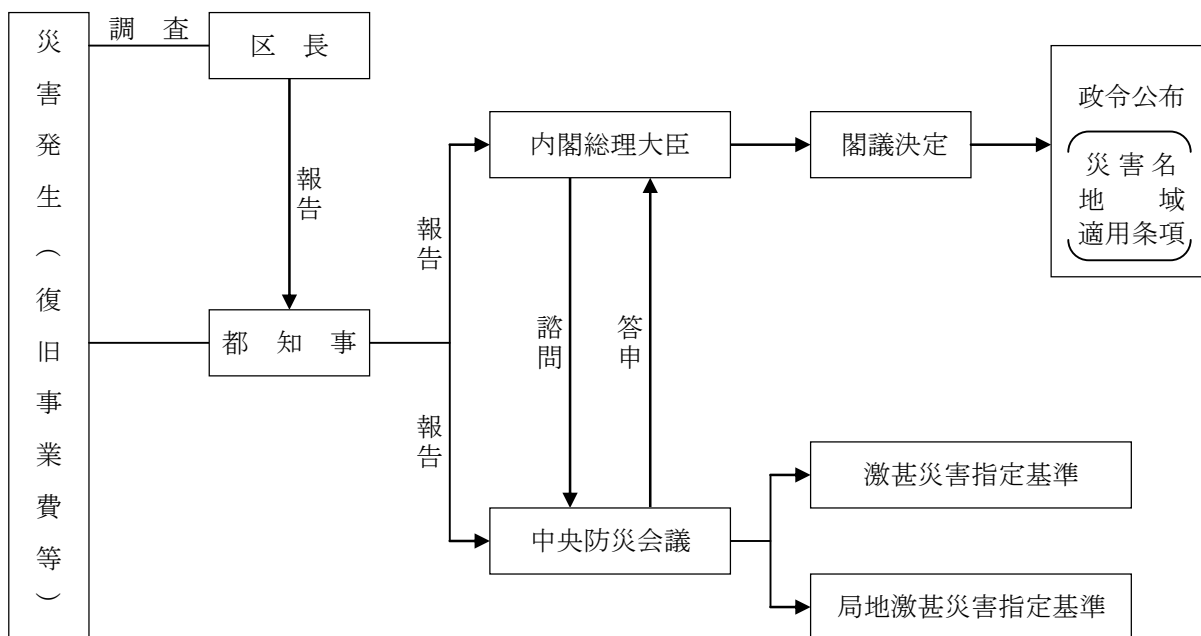 災害発生（復旧事業費等）
調　査
区　長
報告
都　知　事
報告
報告
内閣総理大臣
諮問
答申
中央防災会議
閣議決定
政令公布
災 害 名
地　　域
適用条項
激甚災害指定基準
局地激甚災害指定基準